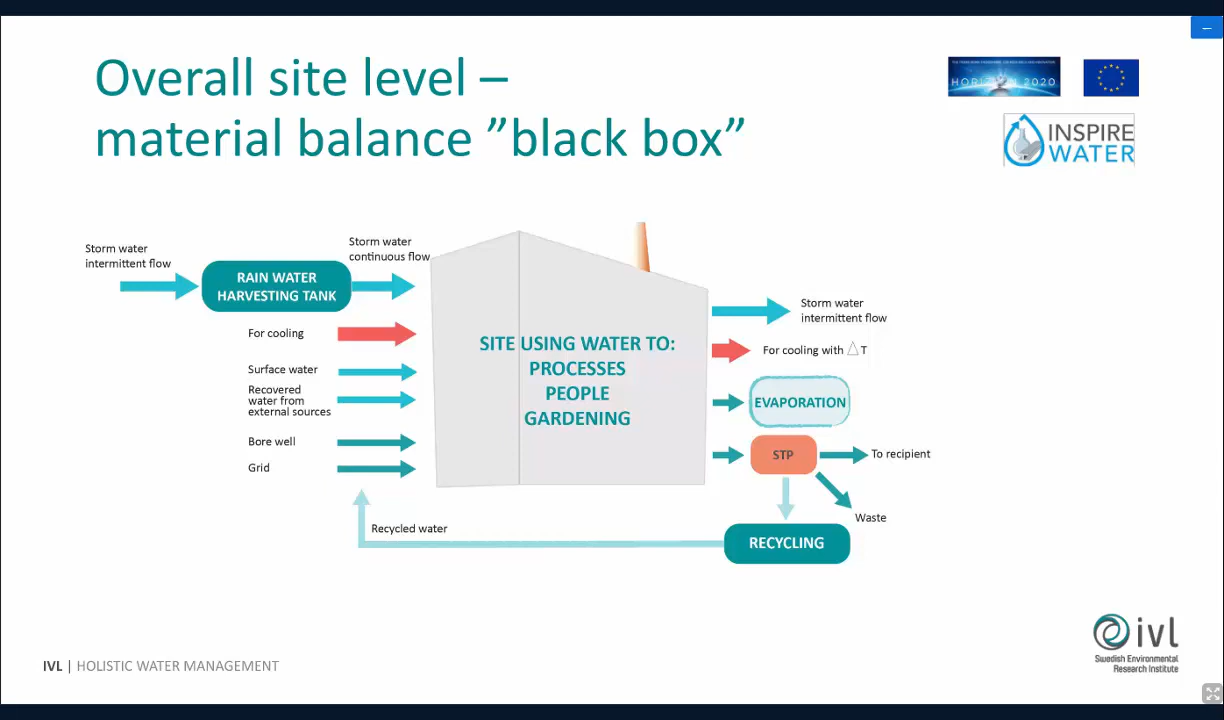 Overall site level –
material balance ”black box”
HORIZON 2020
INSPIRE
WATER
Storm water
intermittent flow
RAIN WATER
HARVESTING TANK
Storm water
continuous flow
For cooling
Surface water
Recovered
water from
external sources
Bore well
Grid
SITE USING WATER TO:
PROCESSES
PEOPLE
GARDENING
Storm water
intermittent flow
For cooling with △T
EVAPORATION
STP
To recipient
Waste
Recycled water
RECYCLING
IVL | HOLISTIC WATER MANAGEMENT
ivl
Swedish Environmental
Research Institute